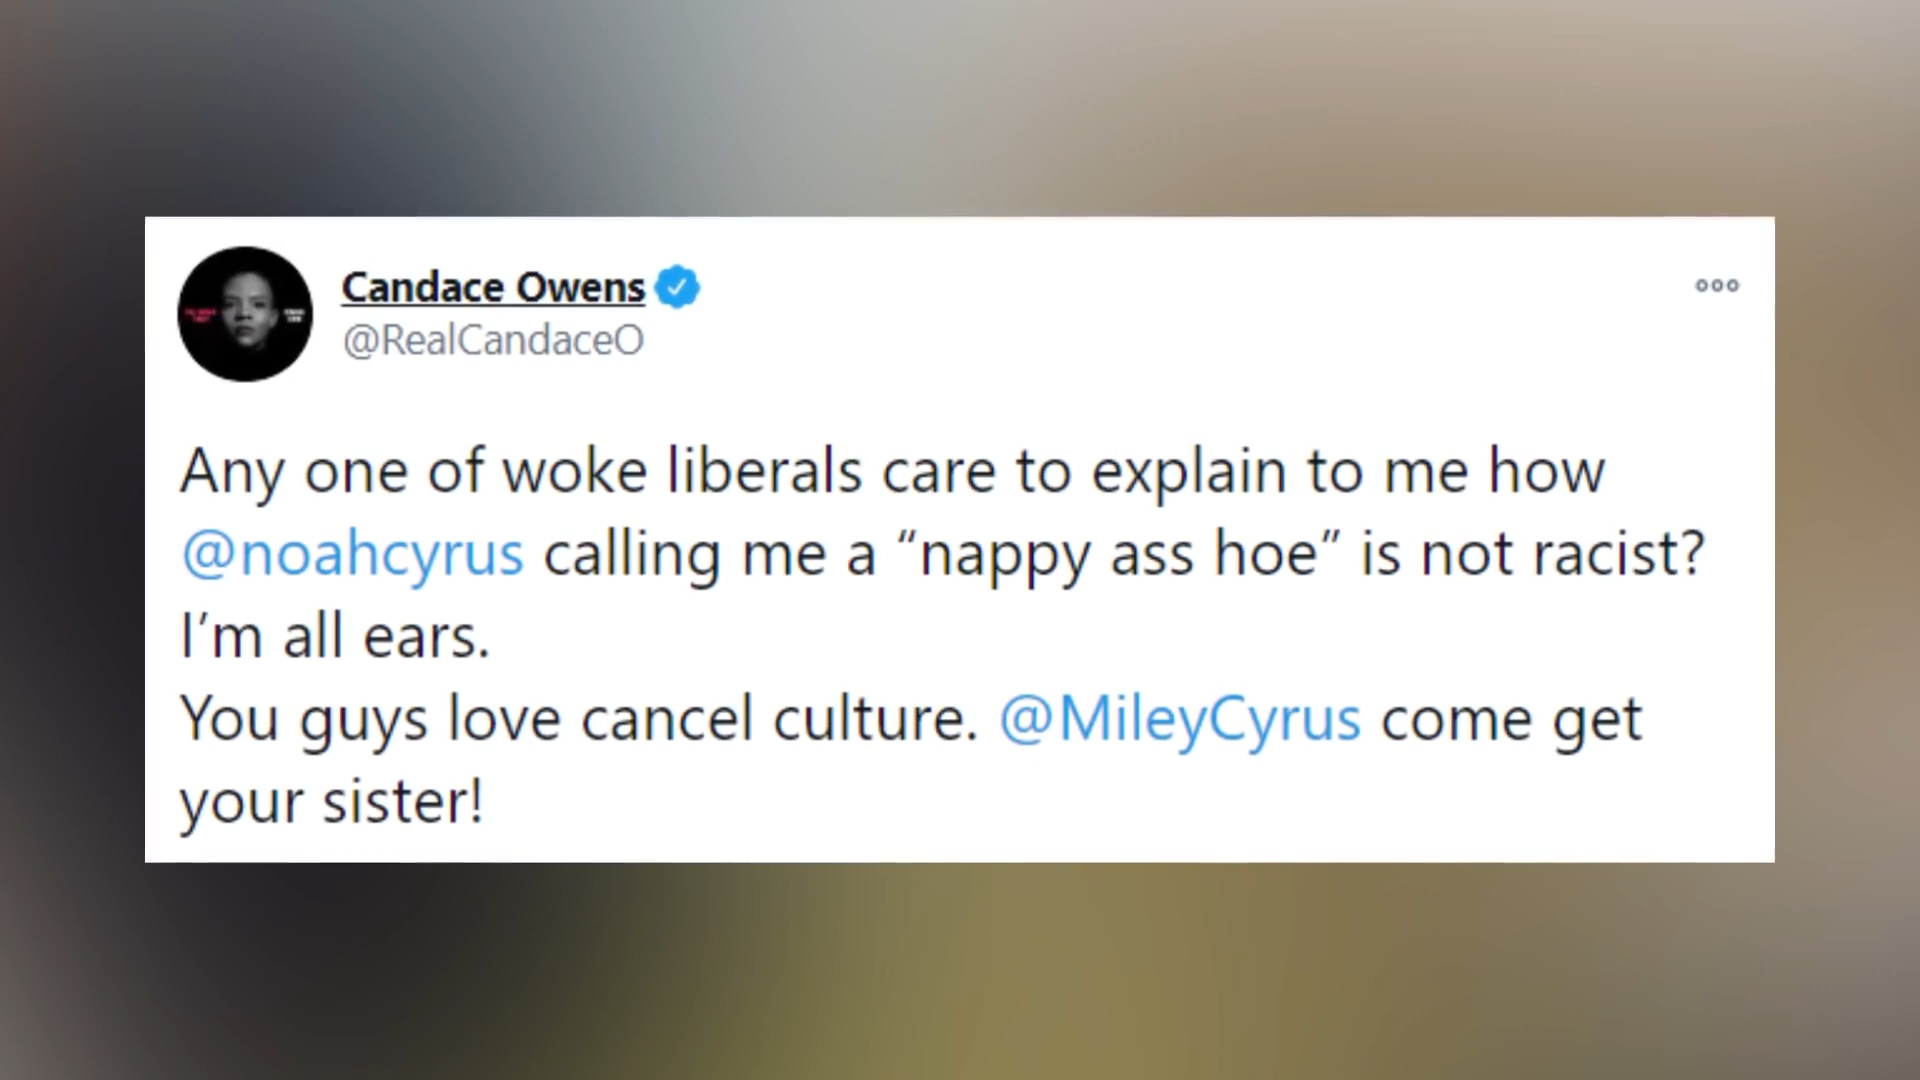 Candace Owens
@RealCandaceO
Any one of woke liberals care to explain to me how
@noahcyrus calling me a “nappy ass hoe” is not racist?
I’m all ears.
You guys love cancel culture. @MileyCyrus come get
your sister!